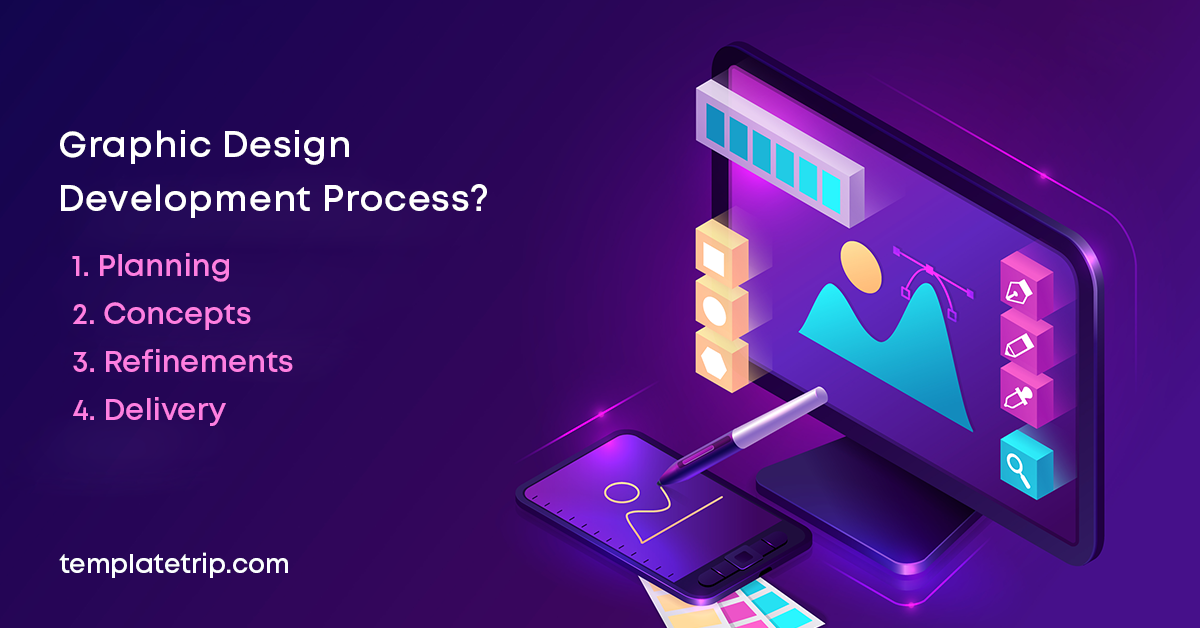 Graphic Design
Development Process?
1. Planning
2. Concepts
3. Refinements
4. Delivery
templatetrip.com